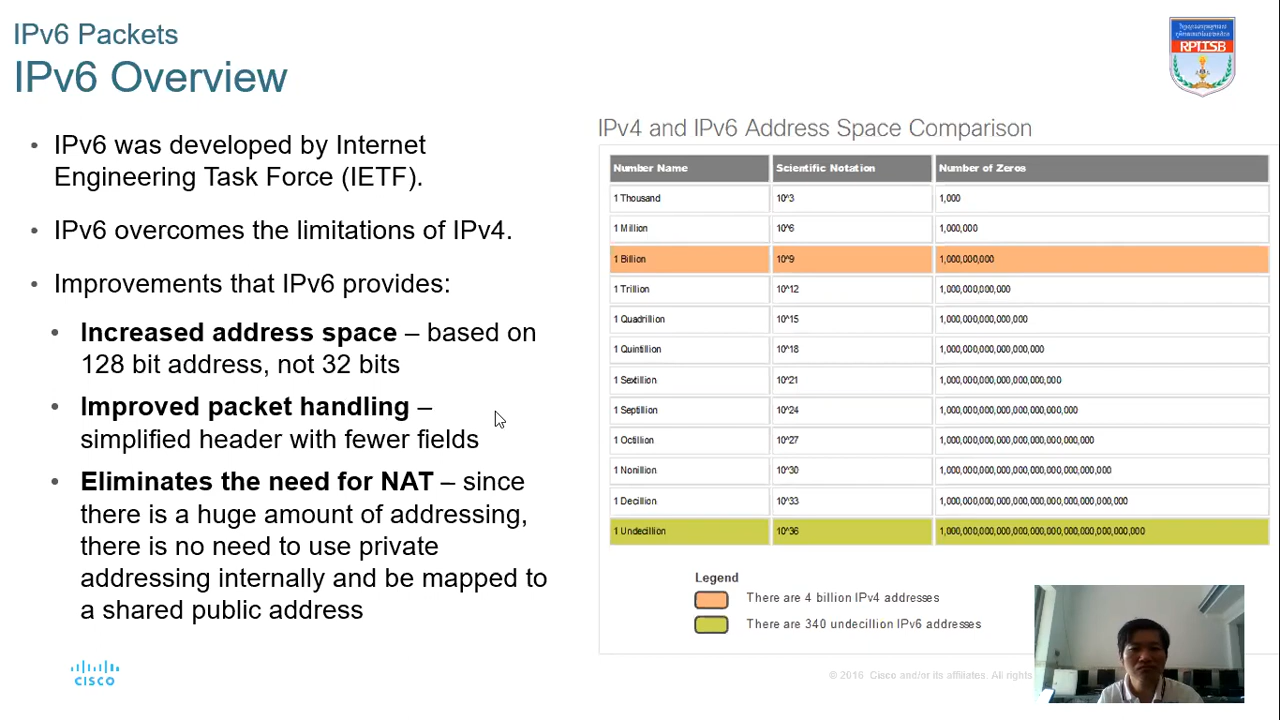 IPv6 Packets
IPv6 Overview
RPITSB
• IPv6 was developed by Internet
Engineering Task Force (IETF).
• IPv6 overcomes the limitations of IPv4.
• Improvements that IPv6 provides:
• Increased address space – based on
128 bit address, not 32 bits
• Improved packet handling –
simplified header with fewer fields
• Eliminates the need for NAT – since
there is a huge amount of addressing,
there is no need to use private
addressing internally and be mapped to
a shared public address
IPv4 and IPv6 Address Space Comparison
Number Name Scientific Notation Number of Zeros
1 Thousand 10^3 1,000
1 Million 10^6 1,000,000
1 Billion 10^9 1,000,000,000
1 Trillion 10^12 1,000,000,000,000
1 Quadrillion 10^15 1,000,000,000,000,000
1 Quintillion 10^18 1,000,000,000,000,000,000
1 Sextillion 10^21 1,000,000,000,000,000,000,000
1 Septillion 10^24 1,000,000,000,000,000,000,000,000
1 Octillion 10^27 1,000,000,000,000,000,000,000,000,000
1 Nonillion 10^30 1,000,000,000,000,000,000,000,000,000,000
1 Decillion 10^33 1,000,000,000,000,000,000,000,000,000,000,000
1 Undecillion 10^36 1,000,000,000,000,000,000,000,000,000,000,000,000
Legend
There are 4 billion IPv4 addresses
There are 340 undecillion IPv6 addresses
CISCO
© 2016 Cisco and/or its affiliates. All rights